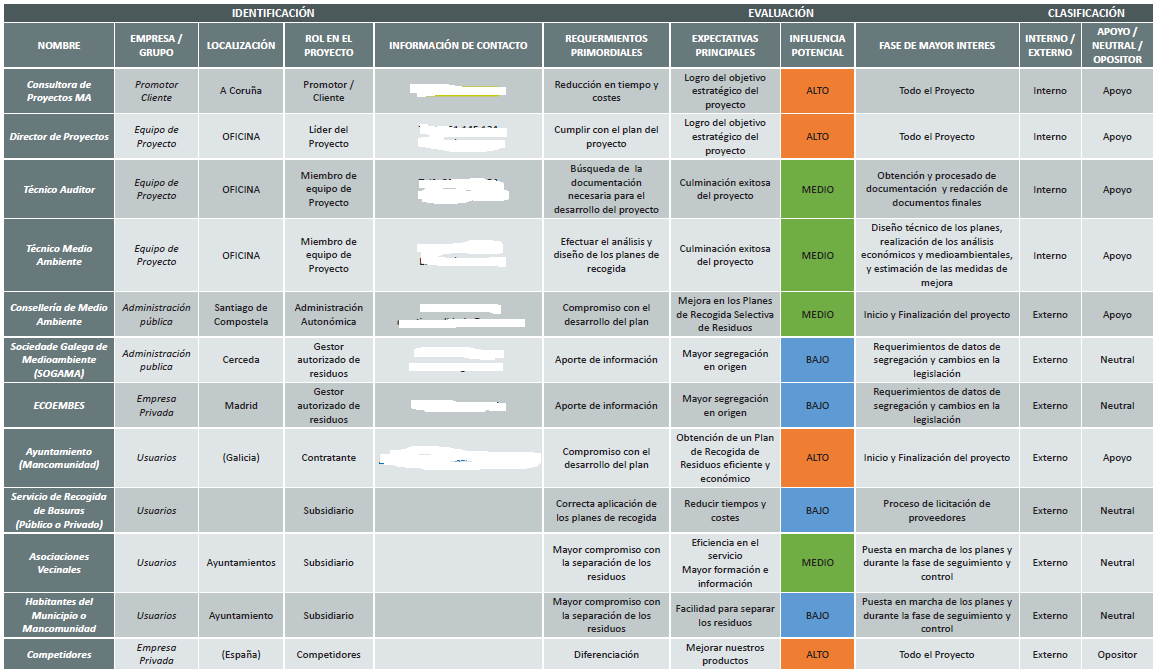 IDENTIFICACIÓN EVALUACIÓN CLASIFICACIÓN
NOMBRE EMPRESA / GRUPO LOCALIZACIÓN ROL EN EL PROYECTO INFORMACIÓN DE CONTACTO REQUERMIENTOS PRIMORDIALES EXPECTATIVAS PRINCIPALES INFLUENCIA POTENCIAL FASE DE MAYOR INTERES INTERNO / EXTERNO APOYO / NEUTRAL / OPOSITOR
Consultora de Proyectos MA Promotor Cliente A Coruña Promotor / Cliente Reducción en tiempo y costes Logro del objetivo estratégico del proyecto ALTO Todo el Proyecto Interno Apoyo
Director de Proyectos Equipo de Proyecto OFICINA Líder del Proyecto Cumplir con el plan del proyecto Logro del objetivo estratégico del proyecto ALTO Todo el Proyecto Interno Apoyo
Técnico Auditor Equipo de Proyecto OFICINA Miembro de equipo de Proyecto Búsqueda de la documentación necesaria para el desarrollo del proyecto Culminación exitosa del proyecto MEDIO Obtención y procesado de documentación y redacción de documentos finales Interno Apoyo
Técnico Medio Ambiente Equipo de Proyecto OFICINA Miembro de equipo de Proyecto Efectuar el análisis y diseño de los planes de recogida Culminación exitosa del proyecto MEDIO Diseño técnico de los planes, realización de los análisis económicos y medioambientales, y estimación de las medidas de mejora Interno Apoyo
Consellería de Medio Ambiente Administración pública Santiago de Compostela Administración Autonómica Compromiso con el desarrollo del plan Mejora en los Planes de Recogida Selectiva de Residuos MEDIO Inicio y Finalización del proyecto Externo Apoyo
Sociedade Galega de Medioambiente (SOGAMA) Administración publica Cerceda Gestor autorizado de residuos Aporte de información Mayor segregación en origen BAJO Requerimientos de datos de segregación y cambios en la legislación Externo Neutral
ECOEMBES Empresa Privada Madrid Gestor autorizado de residuos Aporte de información Mayor segregación en origen BAJO Requerimientos de datos de segregación y cambios en la legislación Externo Neutral
Ayuntamiento (Mancomunidad) Usuarios (Galicia) Contratante Compromiso con el desarrollo del plan Obtención de un Plan de Recogida de Residuos eficiente y económico ALTO Inicio y Finalización del proyecto Externo Apoyo
Servicio de Recogida de Basuras (Público o Privado) Usuarios Subsidiario Correcta aplicación de los planes de recogida Reducir tiempos y costes BAJO Proceso de licitación de proveedores Externo Neutral
Asociaciones Vecinales Usuarios Ayuntamientos Subsidiario Mayor compromiso con la separación de los residuos Eficiencia en el servicio Mayor formación e información MEDIO Puesta en marcha de los planes y durante la fase de seguimiento y control Externo Neutral
Habitantes del Municipio o Mancomunidad Usuarios Ayuntamiento Subsidiario Mayor compromiso con la separación de los residuos Facilidad para separar los residuos BAJO Puesta en marcha de los planes y durante la fase de seguimiento y control Externo Neutral
Competidores Empresa Privada (España) Competidores Diferenciación Mejorar nuestros productos ALTO Todo el Proyecto Externo Opositor